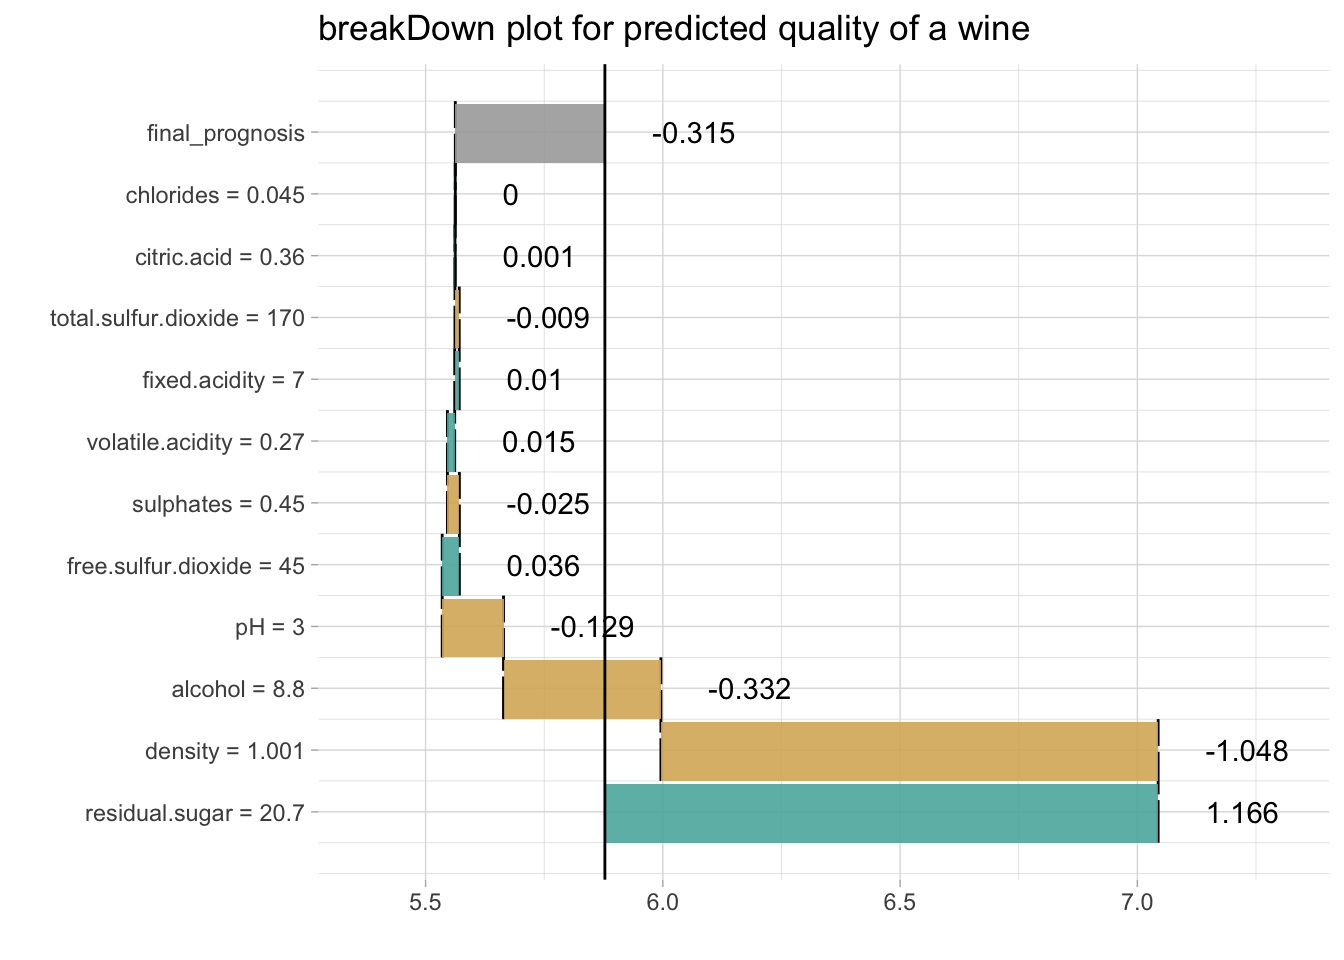 breakDown plot for predicted quality of a wine
final_prognosis -0.315
chlorides = 0.045 0
citric.acid = 0.36 0.001
total.sulfur.dioxide = 170 -0.009
fixed.acidity = 7 0.01
volatile.acidity = 0.27 0.015
sulphates = 0.45 -0.025
free.sulfur.dioxide = 45 0.036
pH = 3 -0.129
alcohol = 8.8 -0.332
density = 1.001 -1.048
residual.sugar = 20.7 1.166
5.5 6.0 6.5 7.0